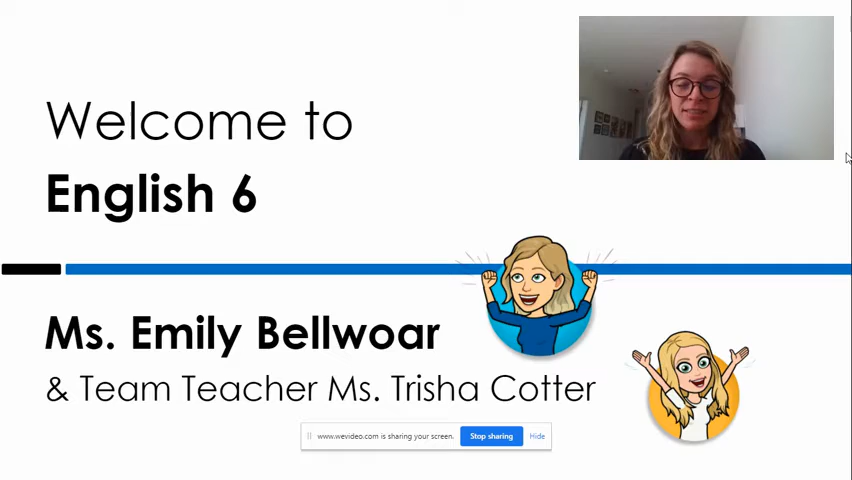 Welcome to
English 6
Ms. Emily Bellwoar
& Team Teacher Ms. Trisha Cotter
www.wevideo.com is sharing your screen. Stop sharing Hide